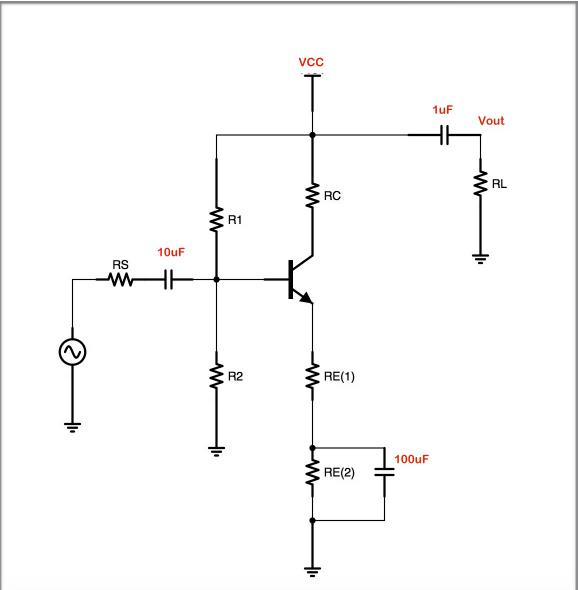 VCC
1uF
Vout
RC
RL
R1
10uF
RS
R2
RE(1)
100uF
RE(2)